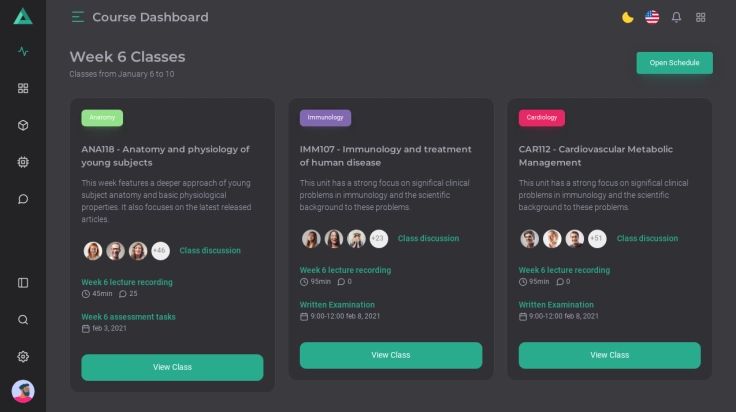 Course Dashboard
Week 6 Classes
Classes from January 6 to 10
Open Schedule
Anatomy
ANA118 - Anatomy and physiology of
young subjects
This week features a deeper approach of young
subject anatomy and basic physiological
properties. It also focuses on the latest released
articles.
+46
Class discussion
Week 6 lecture recording
45min 25
Week 6 assessment tasks
feb 3, 2021
View Class
Immunology
IMM107 - Immunology and treatment
of human disease
This unit has a strong focus on significal clinical
problems in immunology and the scientific
background to these problems.
+23
Class discussion
Week 6 lecture recording
95min 0
Written Examination
9:00-12:00 feb 8, 2021
View Class
Cardiology
CAR112 - Cardiovascular Metabolic
Management
This unit has a strong focus on significal clinical
problems in immunology and the scientific
background to these problems.
+51
Class discussion
Week 6 lecture recording
95min 0
Written Examination
9:00-12:00 feb 8, 2021
View Class